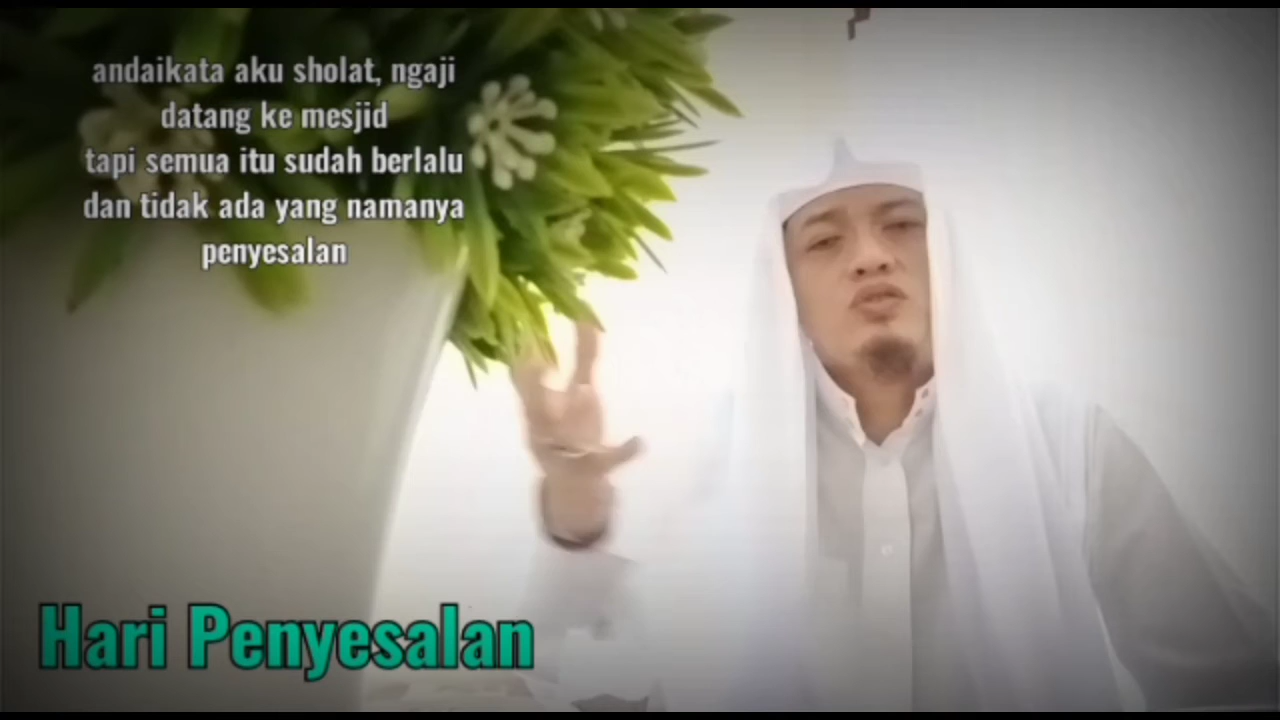 andaikata aku sholat, ngaji
datang ke mesjid
tapi semua itu sudah berlalu
dan tidak ada yang namanya
penyesalan
Hari Penyesalan